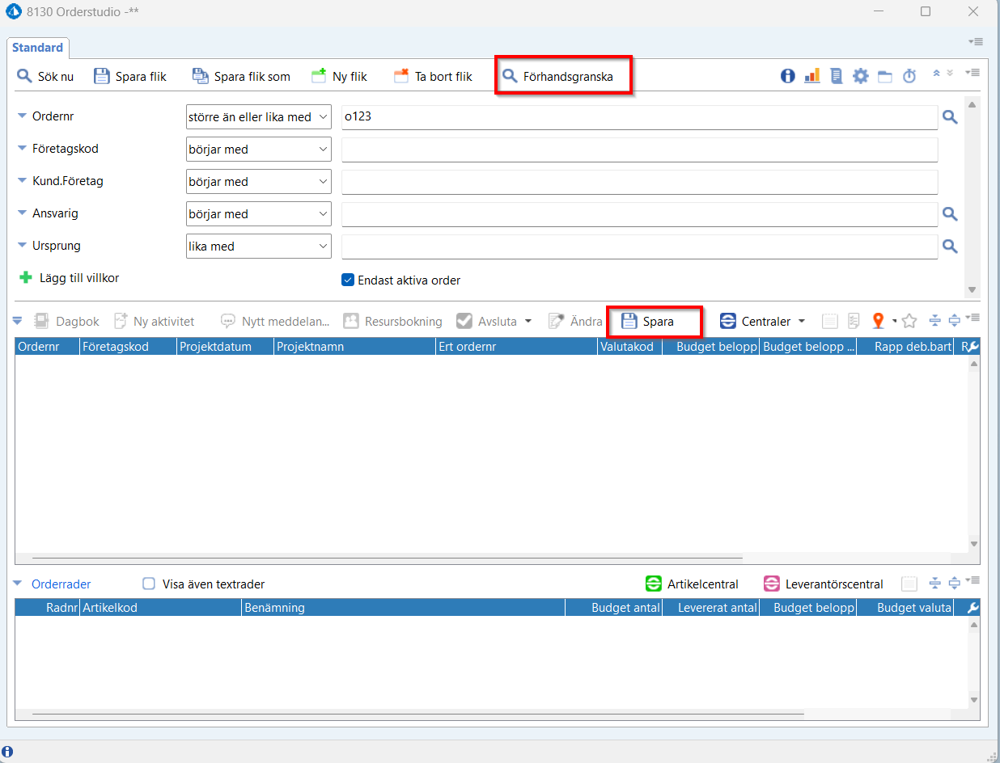 8130 Orderstudio -**
Standard
Sök nu Spara flik Spara flik som Ny flik Ta bort flik Förhandsgranska
Ordernr större än eller lika med o123
Företagskod börjar med
Kund.Företag börjar med
Ansvarig börjar med
Ursprung lika med
Lägg till villkor Endast aktiva order
Dagbok Ny aktivitet Nytt meddelan... Resursbokning Avsluta Ändra Spara Centraler
Ordernr Företagskod Projektdatum Projektnamn Ert ordernr Valutakod Budget belopp Budget belopp ... Rapp deb.bart R
Orderrader Visa även textrader Artikelcentral Leverantörscentral
Radnr Artikelkod Benämning Budget antal Levererat antal Budget belopp Budget valuta